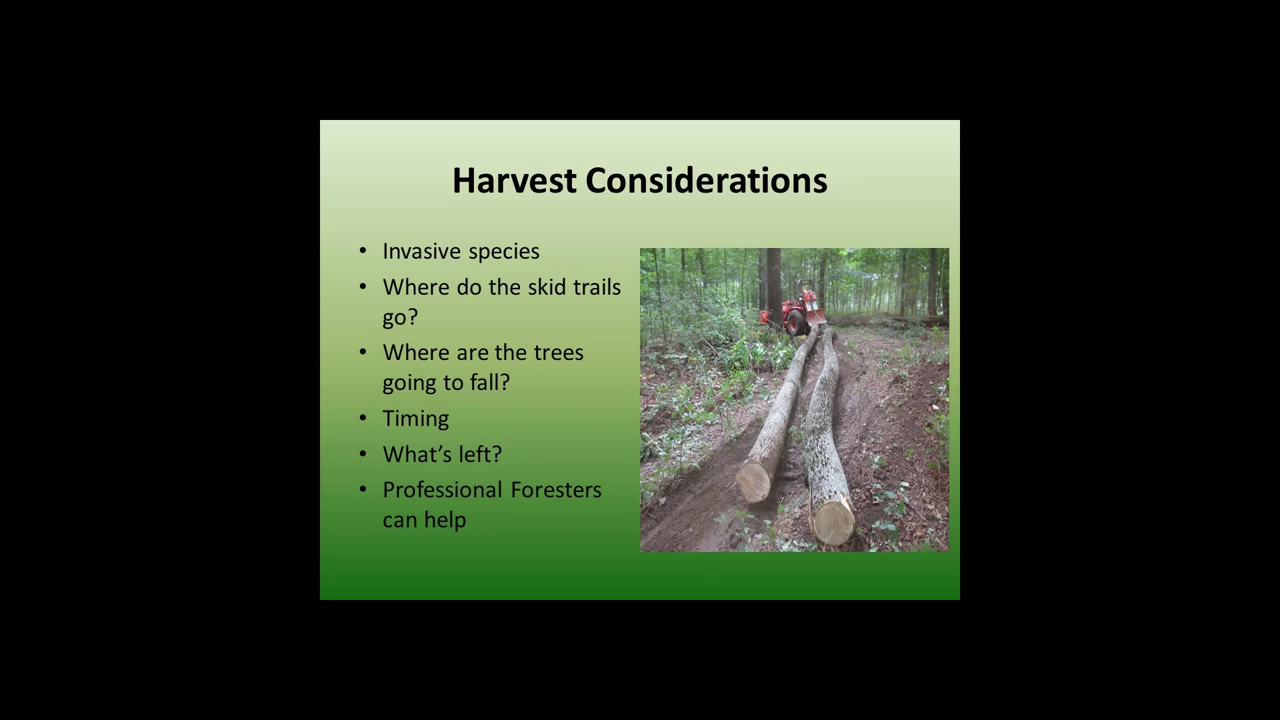 Harvest Considerations
• Invasive species
• Where do the skid trails
go?
• Where are the trees
going to fall?
• Timing
• What’s left?
• Professional Foresters
can help